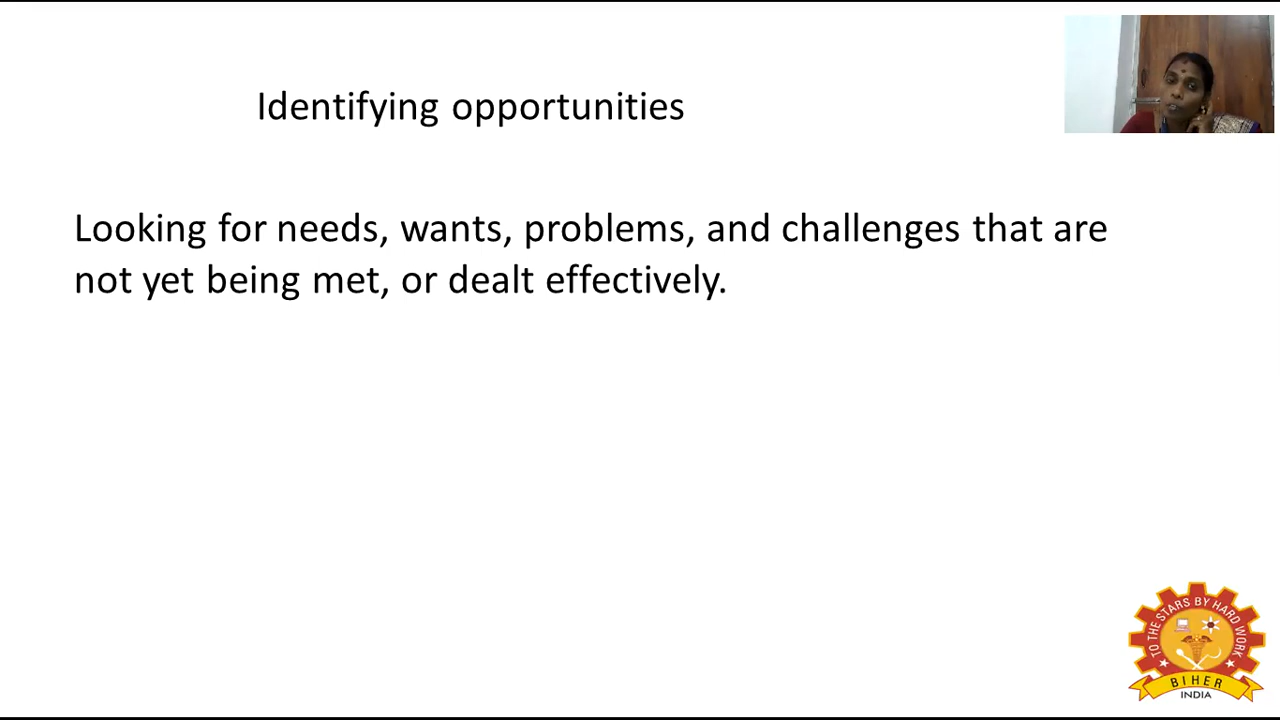 Identifying opportunities
Looking for needs, wants, problems, and challenges that are
not yet being met, or dealt effectively.
TO THE STARS BY HARD WORK
BIHER
INDIA